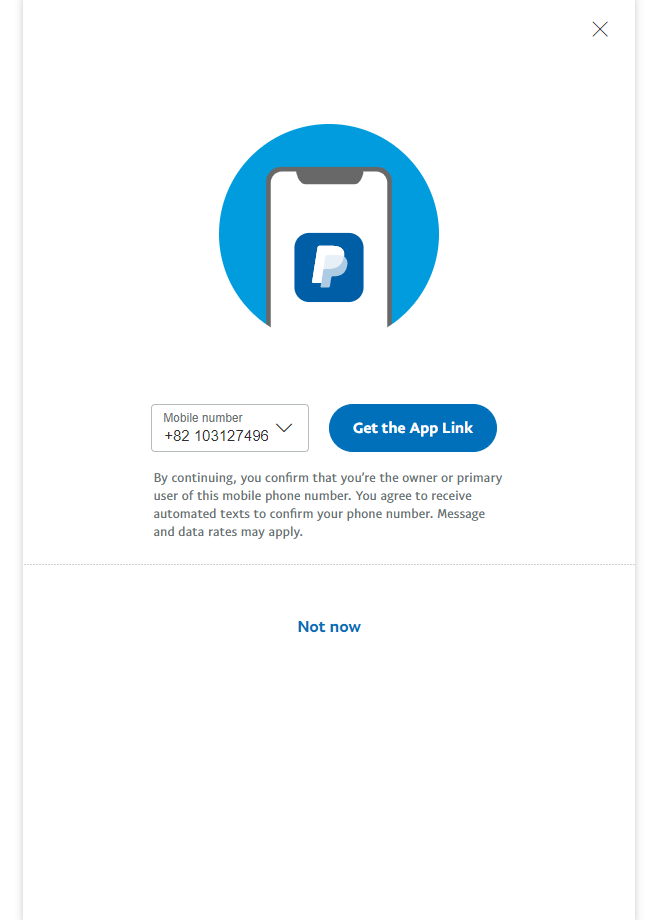 Mobile number
+82 103127496
Get the App Link
By continuing, you confirm that you're the owner or primary
user of this mobile phone number. You agree to receive
automated texts to confirm your phone number. Message
and data rates may apply.
Not now